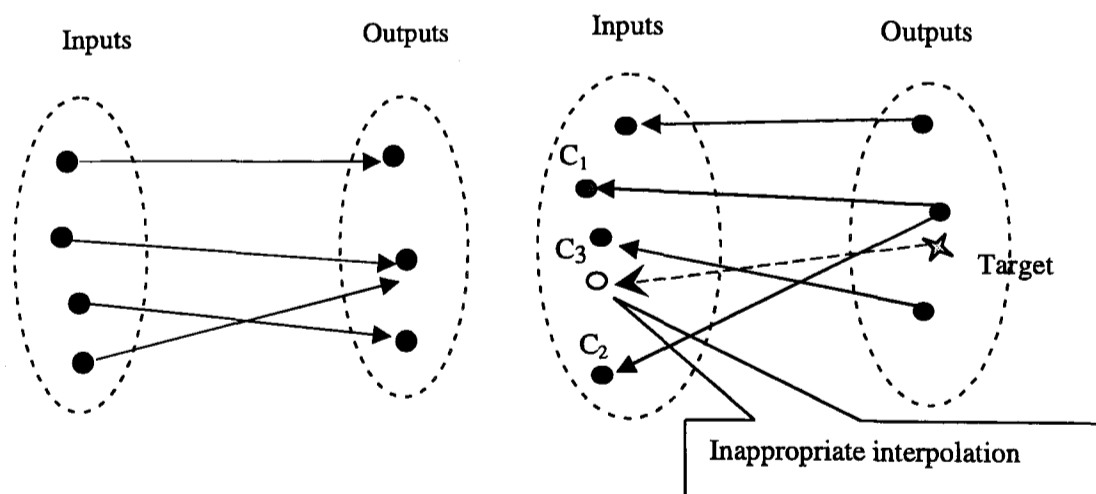 Inputs
Outputs
Inputs
Outputs
C1
C3
C2
Target
Inappropriate interpolation